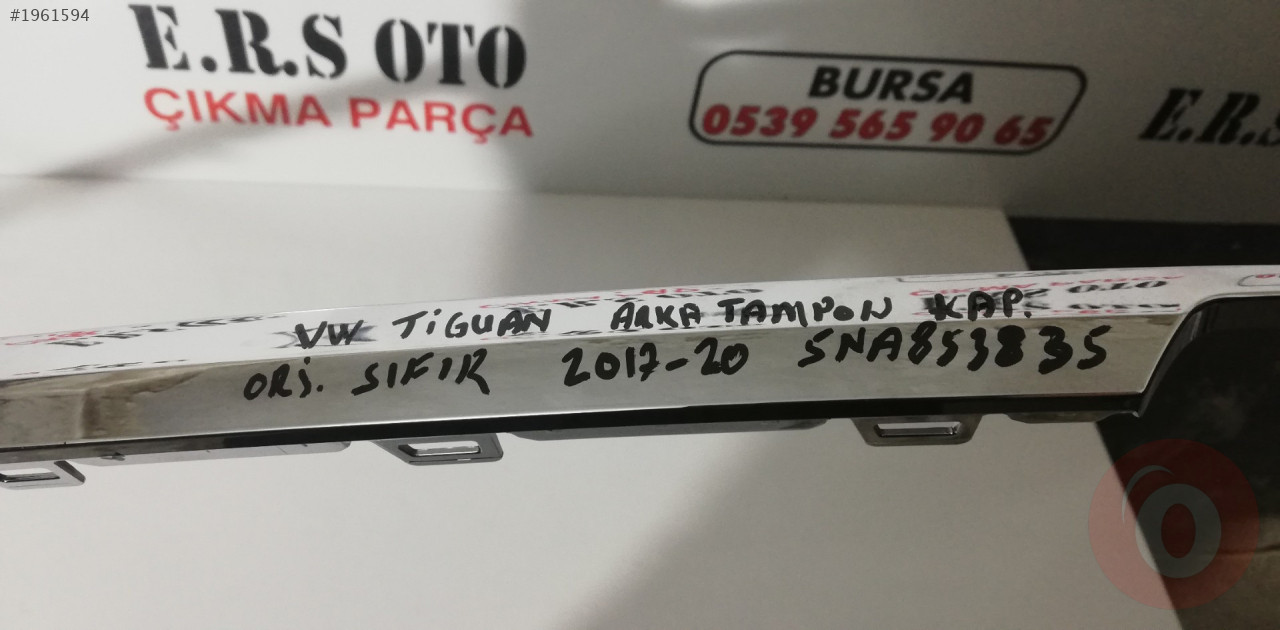 #1961594
E.R.S OTO
ÇIKMA PARÇA
BURSA
0539 565 90 65
E.R.S
VW TiGUAN ARKA TAMPON KAP.
ORJ. SIFIR 2017-20 5NA853835